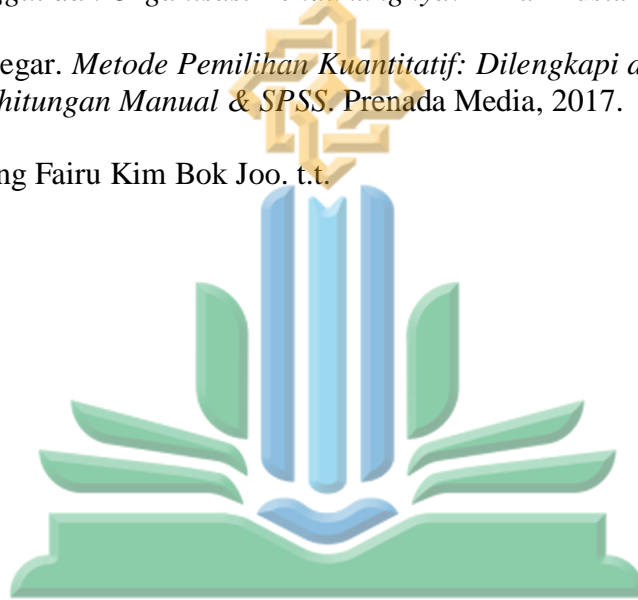 egar. Metode Pemilihan Kuantitatif: Dilengkapi
hitungan Manual & SPSS. Prenada Media, 2017.
ng Fairu Kim Bok Joo. t.t.